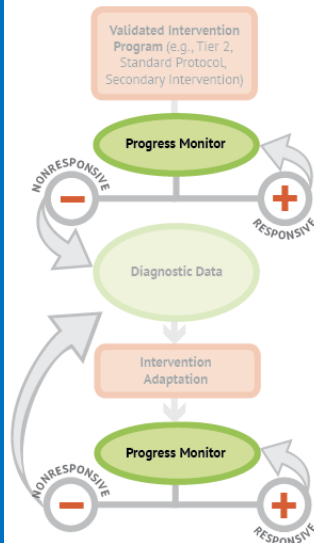 Validated Intervention
Program (e.g., Tier 2,
Standard Protocol,
Secondary Intervention)
Progress Monitor
NONRESPONSIVE
RESPONSIVE
Diagnostic Data
Intervention
Adaptation
Progress Monitor
NONRESPONSIVE
RESPONSIVE